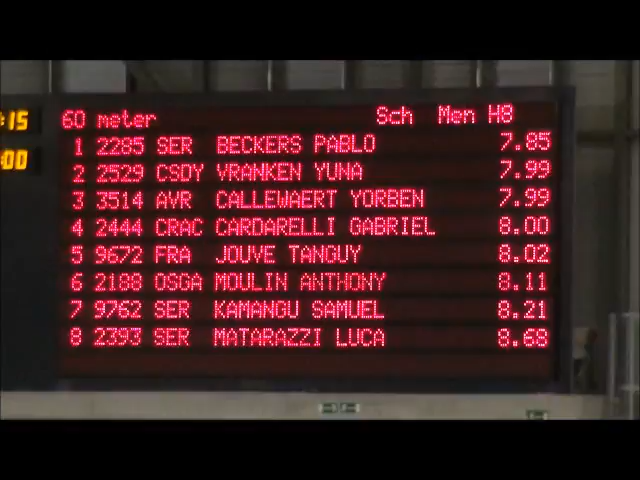 :15
:00
60 meter Sch Men H8
1 2285 SER BECKERS PABLO 7.85
2 2529 CSDY VRANKEN YUNA 7.99
3 3514 AVR CALLEWAERT YORBEN 7.99
4 2444 CRAC CARDARELLI GABRIEL 8.00
5 9672 FRA JOUVE TANGUY 8.02
6 2188 OSGA MOULIN ANTHONY 8.11
7 9762 SER KAMANGU SAMUEL 8.21
8 2393 SER MATARAZZI LUCA 8.68